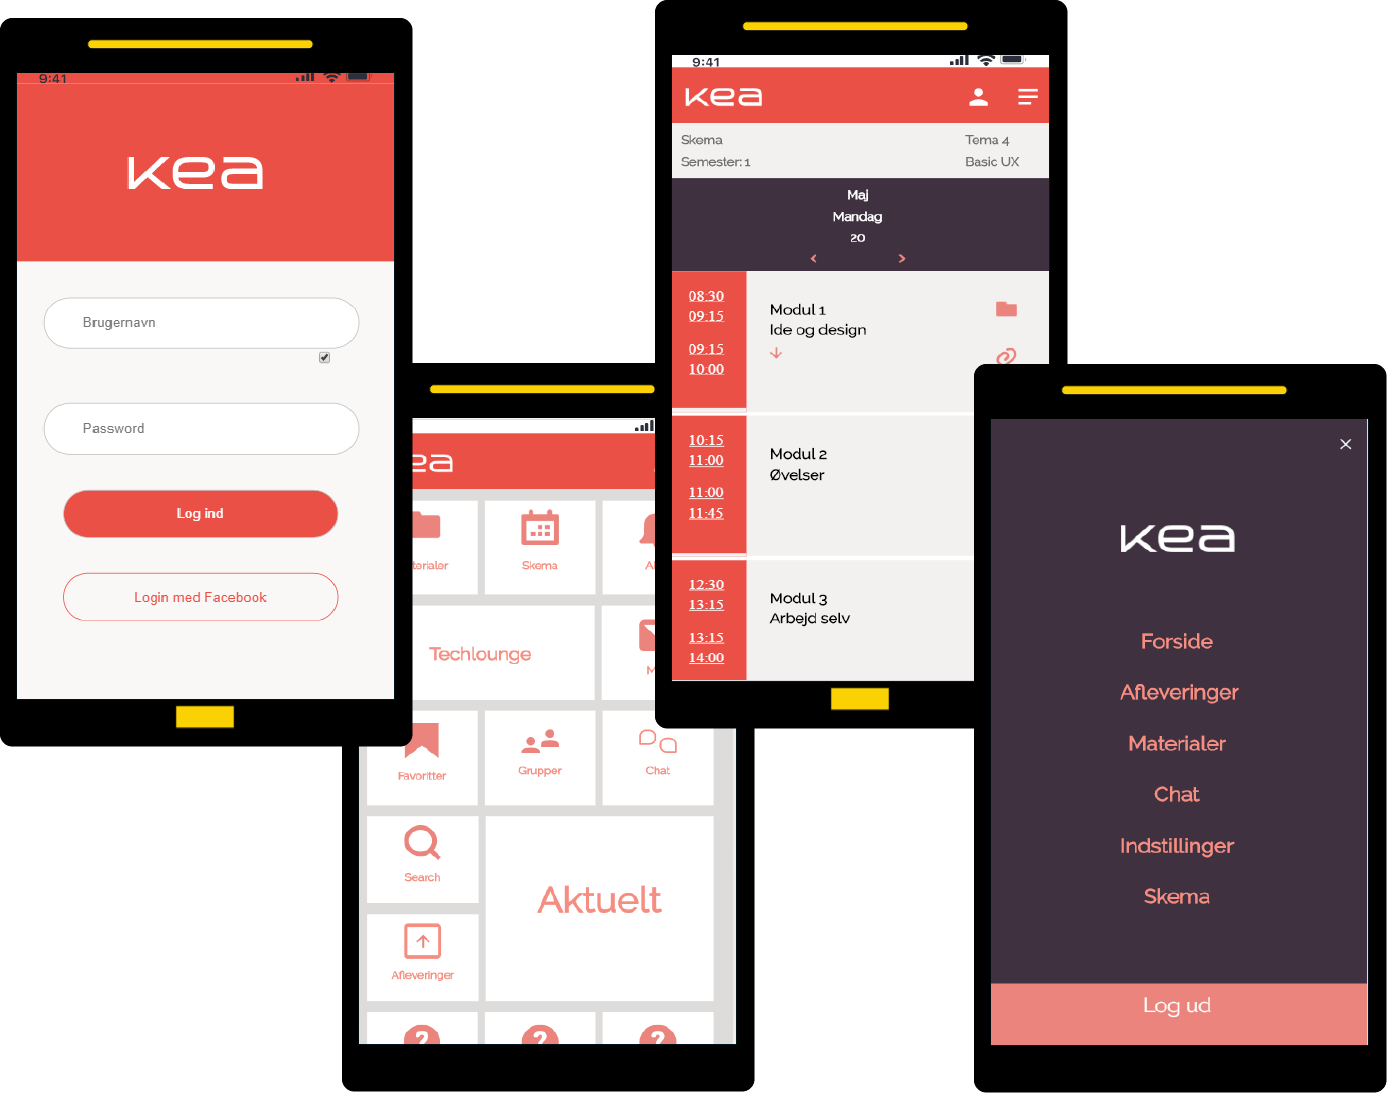 9:41
kea
Brugernavn
Password
Log ind
Login med Facebook
kea
Skema
Techlounge
Favoritter
Grupper
Chat
Search
Aktuelt
Afleveringer
?
?
?
9:41
kea
Skema
Tema 4
Semester: 1
Basic UX
Maj
Mandag
20
08:30
09:15
09:15
10:00
Modul 1
Ide og design
10:15
11:00
11:00
11:45
Modul 2
Øvelser
12:30
13:15
13:15
14:00
Modul 3
Arbejd selv
kea
Forside
Afleveringer
Materialer
Chat
Indstillinger
Skema
Log ud